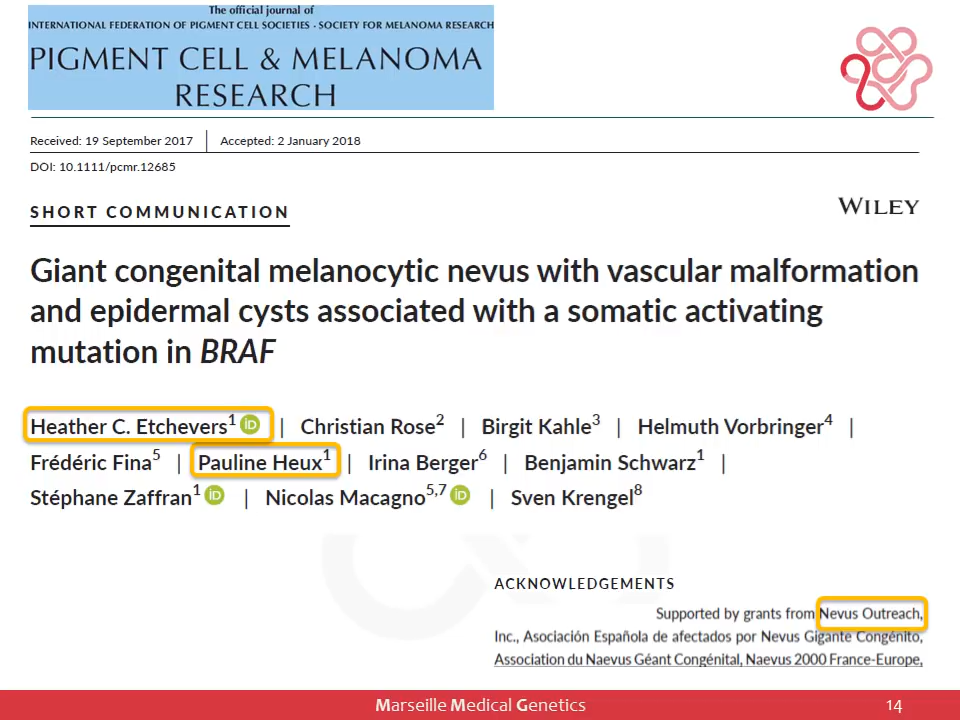 The official journal of
INTERNATIONAL FEDERATION OF PIGMENT CELL SOCIETIES · SOCIETY FOR MELANOMA RESEARCH
PIGMENT CELL & MELANOMA
RESEARCH
Received: 19 September 2017 | Accepted: 2 January 2018
DOI: 10.1111/pcmr.12685
SHORT COMMUNICATION
WILEY
Giant congenital melanocytic nevus with vascular malformation
and epidermal cysts associated with a somatic activating
mutation in BRAF
Heather C. Etchevers1 iD | Christian Rose2 | Birgit Kahle3 | Helmuth Vorbringer4 |
Frédéric Fina5 | Pauline Heux1 | Irina Berger6 | Benjamin Schwarz1 |
Stéphane Zaffran1 iD | Nicolas Macagno5,7 iD | Sven Krengel8
ACKNOWLEDGEMENTS
Supported by grants from Nevus Outreach,
Inc., Asociación Española de afectados por Nevus Gigante Congénito,
Association du Naevus Géant Congénital, Naevus 2000 France-Europe,
Marseille Medical Genetics
14